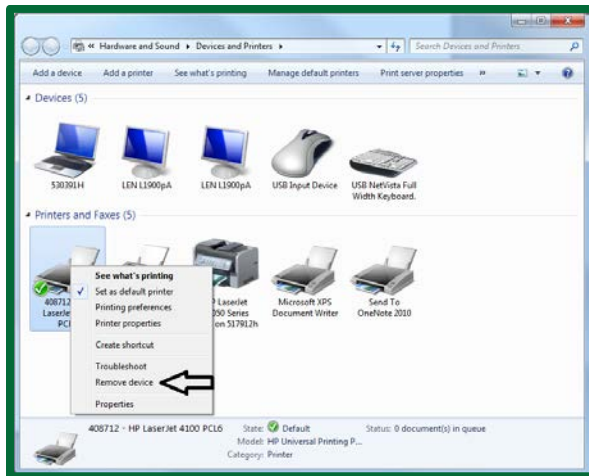 « Hardware and Sound ▸ Devices and Printers ▸
Search Devices and Printers
Add a device Add a printer See what's printing Manage default printers Print server properties »
Devices (5)
530391H
LEN L1900pA
LEN L1900pA
USB Input Device
USB NetVista Full
Width Keyboard.
Printers and Faxes (5)
408712
LaserJe
PCL
See what's printing
Set as default printer
Printing preferences
Printer properties
Create shortcut
Troubleshoot
Remove device
Properties
P LaserJet
050 Series
on 517912h
Microsoft XPS
Document Writer
Send To
OneNote 2010
408712 - HP LaserJet 4100 PCL6
State: Default
Status: 0 document(s) in queue
Model: HP Universal Printing P...
Category: Printer